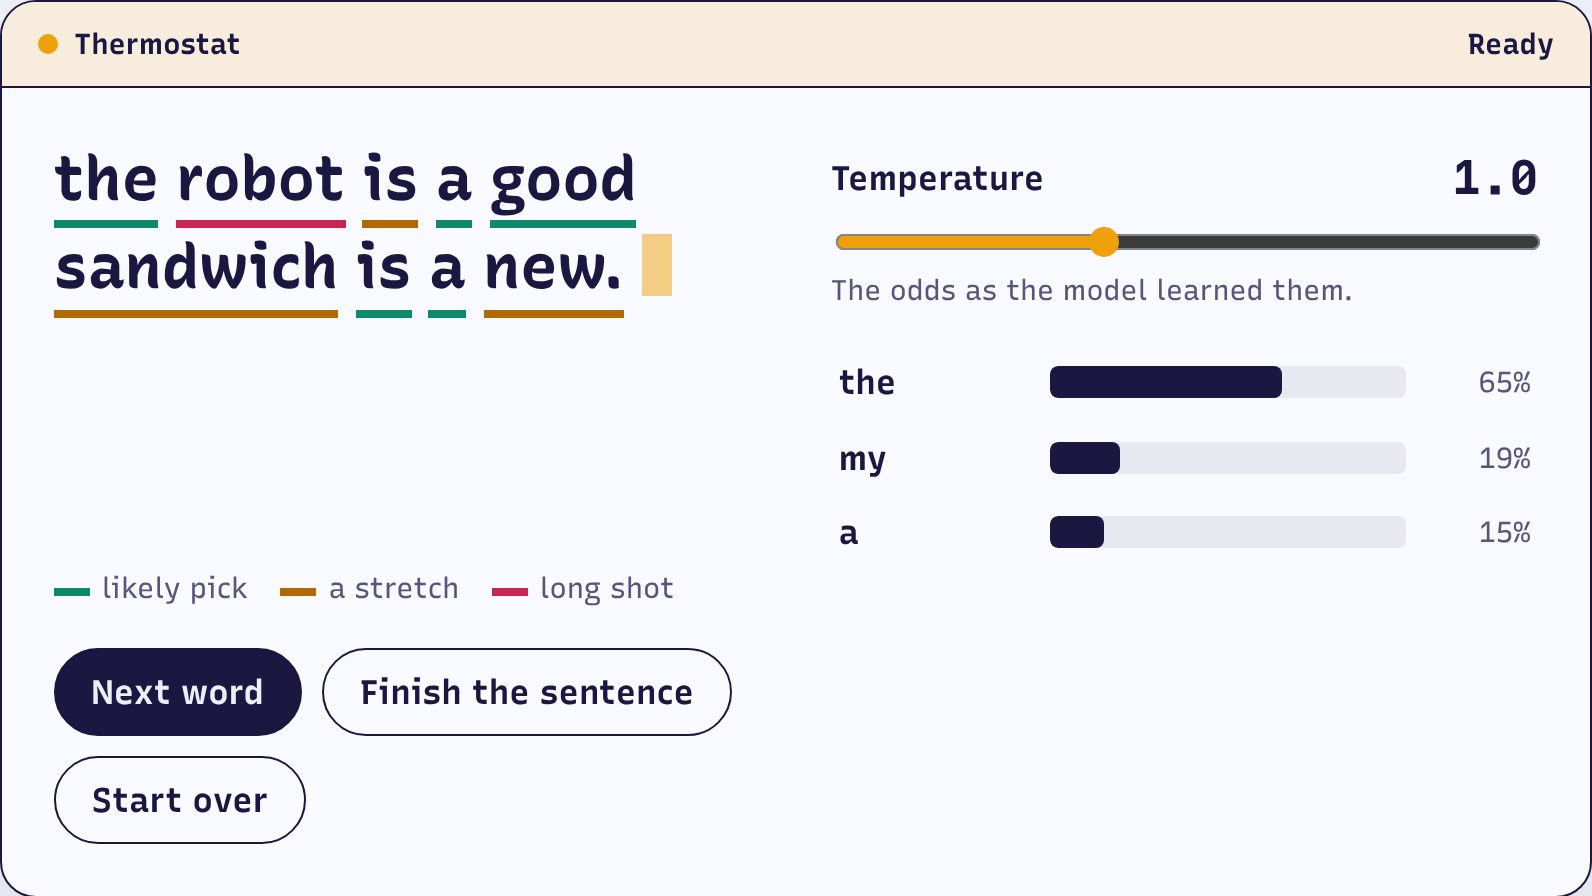 Thermostat
Ready
the robot is a good
sandwich is a new.
likely pick
a stretch
long shot
Next word
Finish the sentence
Start over
Temperature
1.0
The odds as the model learned them.
the
65%
my
19%
a
15%